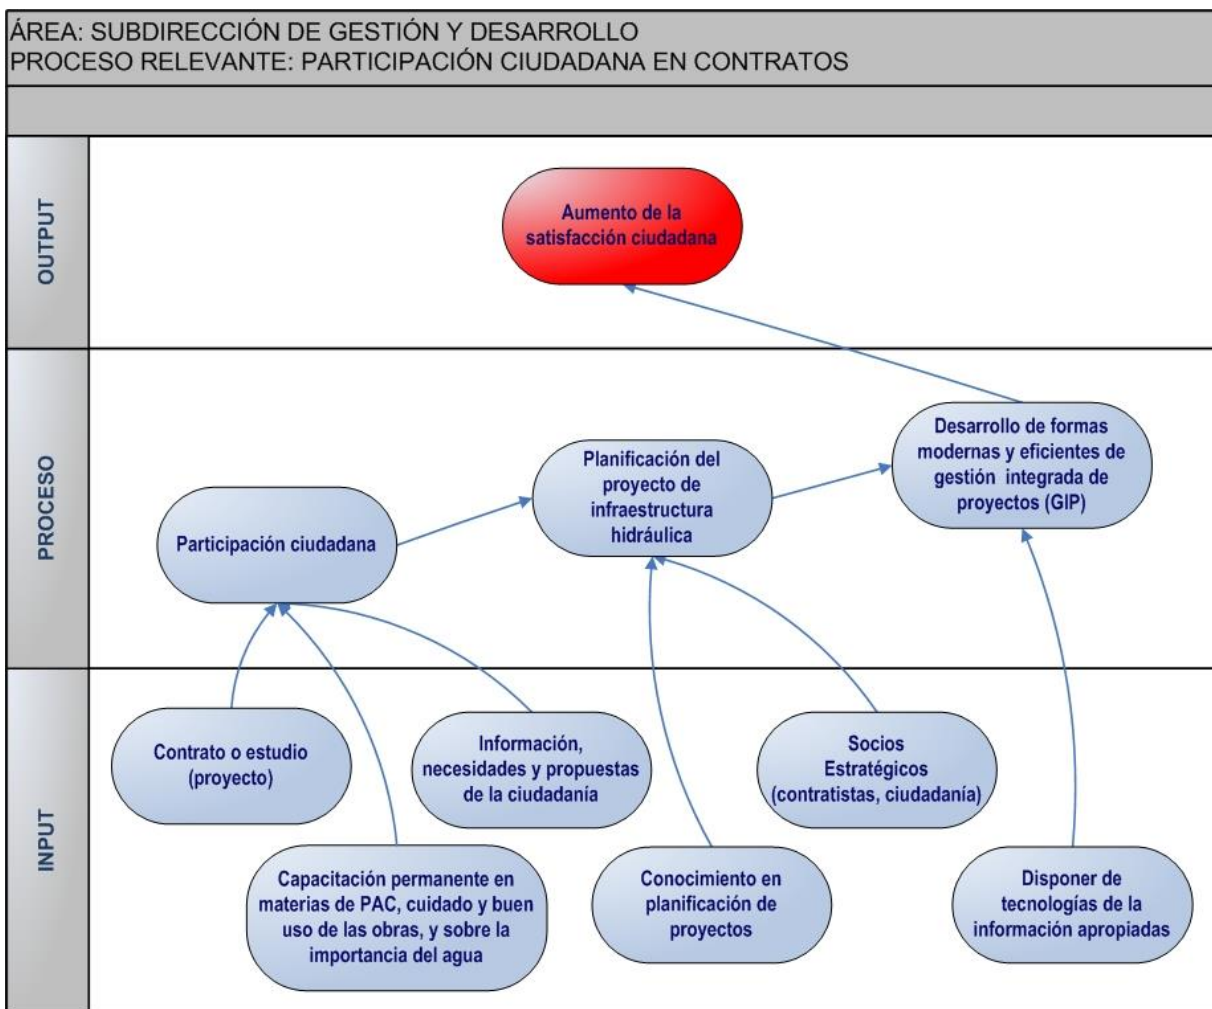 ÁREA: SUBDIRECCIÓN DE GESTIÓN Y DESARROLLO
PROCESO RELEVANTE: PARTICIPACIÓN CIUDADANA EN CONTRATOS
OUTPUT
Aumento de la
satisfacción ciudadana
PROCESO
Participación ciudadana
Planificación del
proyecto de
infraestructura
hidráulica
Desarrollo de formas
modernas y eficientes de
gestión integrada de
proyectos (GIP)
INPUT
Contrato o estudio
(proyecto)
Información,
necesidades y propuestas
de la ciudadanía
Socios
Estratégicos
(contratistas, ciudadanía)
Capacitación permanente en
materias de PAC, cuidado y buen
uso de las obras, y sobre la
importancia del agua
Conocimiento en
planificación de
proyectos
Disponer de
tecnologías de la
información apropiadas